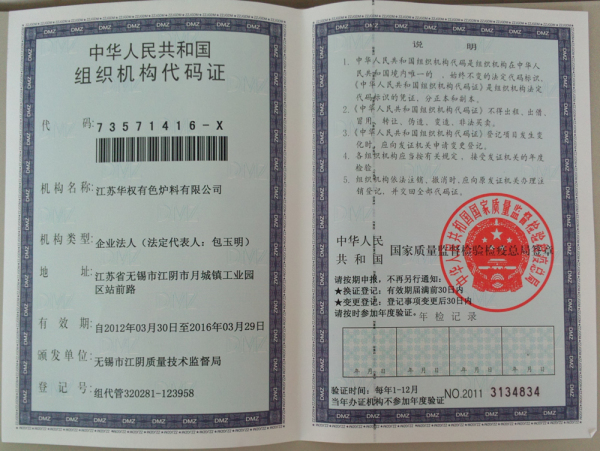 中华人民共和国
组织机构代码证
代 码: 73571416-X
机构名称: 江苏华权有色炉料有限公司
机构类型: 企业法人（法定代表人：包玉明）
地 址: 江苏省无锡市江阴市月城镇工业园
区站前路
有 效 期 自2012年03月30日至2016年03月29日
颁发单位: 无锡市江阴质量技术监督局
登 记 号: 组代管320281-123958
说 明
1. 中华人民共和国组织机构代码是组织机构在中华人
民共和国境内唯一的、始终不变的法定代码标识，
《中华人民共和国组织机构代码证》是组织机构法定
代码标识的凭证，分正本和副本。
2. 《中华人民共和国组织机构代码证》不得出租、出借、
冒用、转让、伪造、变造、非法买卖。
3. 《中华人民共和国组织机构代码证》登记项目发生变
化时，应向发证机关申请变更登记。
4. 各组织机构应当按有关规定，接受发证机关的年度
检验。
5. 组织机构依法注销、撤消时，应向原发证机关办理注
销登记，并交回全部代码证。
中华人民
共和国 国家质量监督检验检疫总局签章
请按期申换，不再另行通知：
★换证登记：有效期届满前30日内
★变更登记：登记事项变更后30日内
请按时参加年度验证。
年检记录
年 月 日 年 月 日 年 月 日 年 月 日
验证时间：每年1-12月
当年办证机构不参加年度验证
NO.2011 3134834